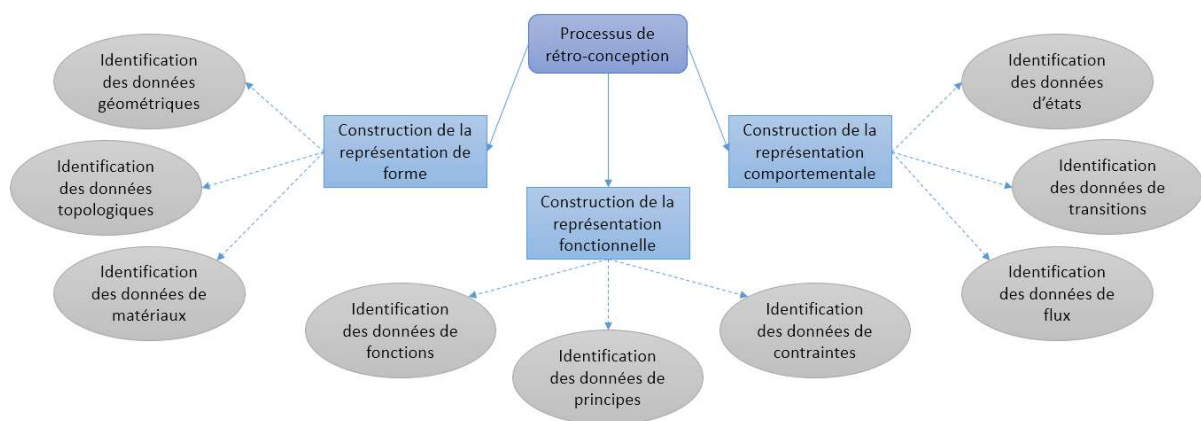 Processus de
rétro-conception
Construction de la
représentation de
forme
Identification
des données
géométriques
Identification
des données
topologiques
Identification
des données de
matériaux
Construction de la
représentation
fonctionnelle
Identification
des données de
fonctions
Identification
des données de
principes
Identification
des données de
contraintes
Construction de la
représentation
comportementale
Identification
des données
d'états
Identification
des données de
transitions
Identification
des données de
flux